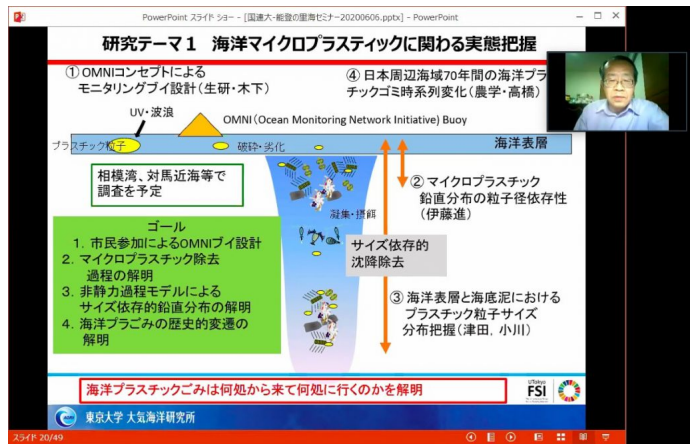 PowerPoint スライド ショー - [国連大-能登の里海セミナー20200606.pptx] - PowerPoint
研究テーマ1 海洋マイクロプラスティックに関わる実態把握
① OMNIコンセプトによる
モニタリングブイ設計(生研・木下)
④ 日本周辺海域70年間の海洋プラ
チックゴミ時系列変化(農学・高橋)
UV・波浪
OMNI(Ocean Monitoring Network Initiative) Buoy
プラスチック粒子
破砕・劣化
海洋表層
相模湾、対馬近海等で
調査を予定
② マイクロプラスチック
鉛直分布の粒子径依存性
(伊藤進)
凝集・摂餌
ゴール
1. 市民参加によるOMNIブイ設計
2. マイクロプラスチック除去
過程の解明
3. 非静力過程モデルによる
サイズ依存的鉛直分布の解明
4. 海洋プラごみの歴史的変遷の
解明
サイズ依存的
沈降除去
③ 海洋表層と海底泥における
プラスチック粒子サイズ
分布把握(津田, 小川)
海洋プラスチックごみは何処から来て何処に行くのかを解明
UTokyo
FSI
東京大学 大気海洋研究所
スライド 20/49